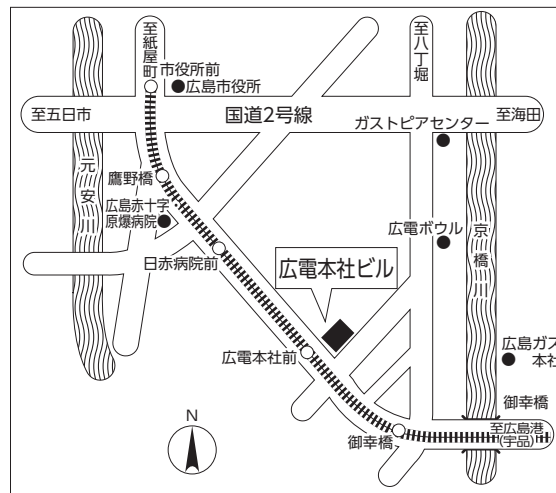 至紙屋町
至八丁堀
市役所前
広島市役所
至五日市
国道2号線
至海田
ガストピアセンター
元安川
鷹野橋
広島赤十字
原爆病院
京橋川
広電ボウル
日赤病院前
広電本社ビル
広島ガス
本社
広電本社前
御幸橋
至広島港
(宇品)
御幸橋
N